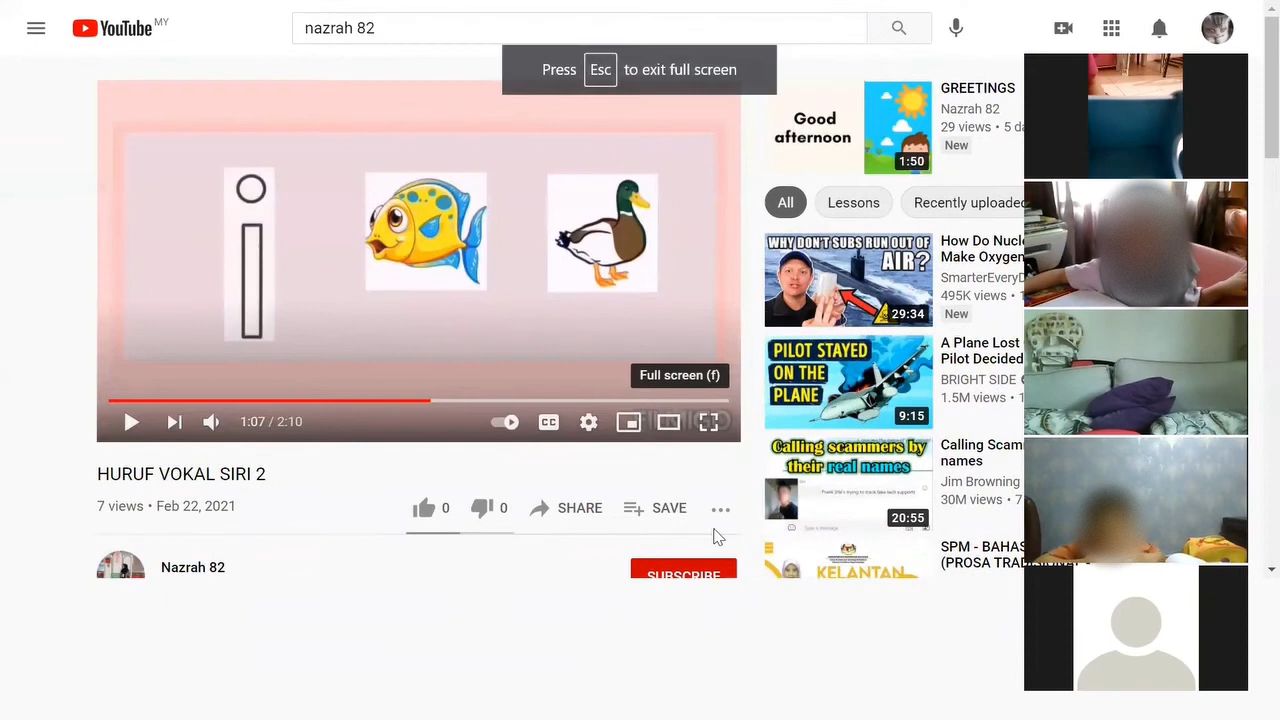 YouTube MY
nazrah 82
Press Esc to exit full screen
i
Full screen (f)
1:07 / 2:10
CC
FILMIGO
HURUF VOKAL SIRI 2
7 views • Feb 22, 2021
0
0
SHARE
SAVE
Nazrah 82
SUBSCRIBE
Good
afternoon
1:50
GREETINGS
Nazrah 82
29 views • 5
New
All
Lessons
Recently uploaded
WHY DON'T SUBS RUN OUT OF
AIR?
29:34
How Do
Make Oxygen
495K views •
New
PILOT STAYED
ON THE
PLANE
9:15
A Plane Lost
Pilot Decided
BRIGHT SIDE
1.5M views •
Calling scammers by
their real names
20:55
Type a message
Calling
names
Jim Browning
30M views •
KELANTAN
SPM -
(PROSA